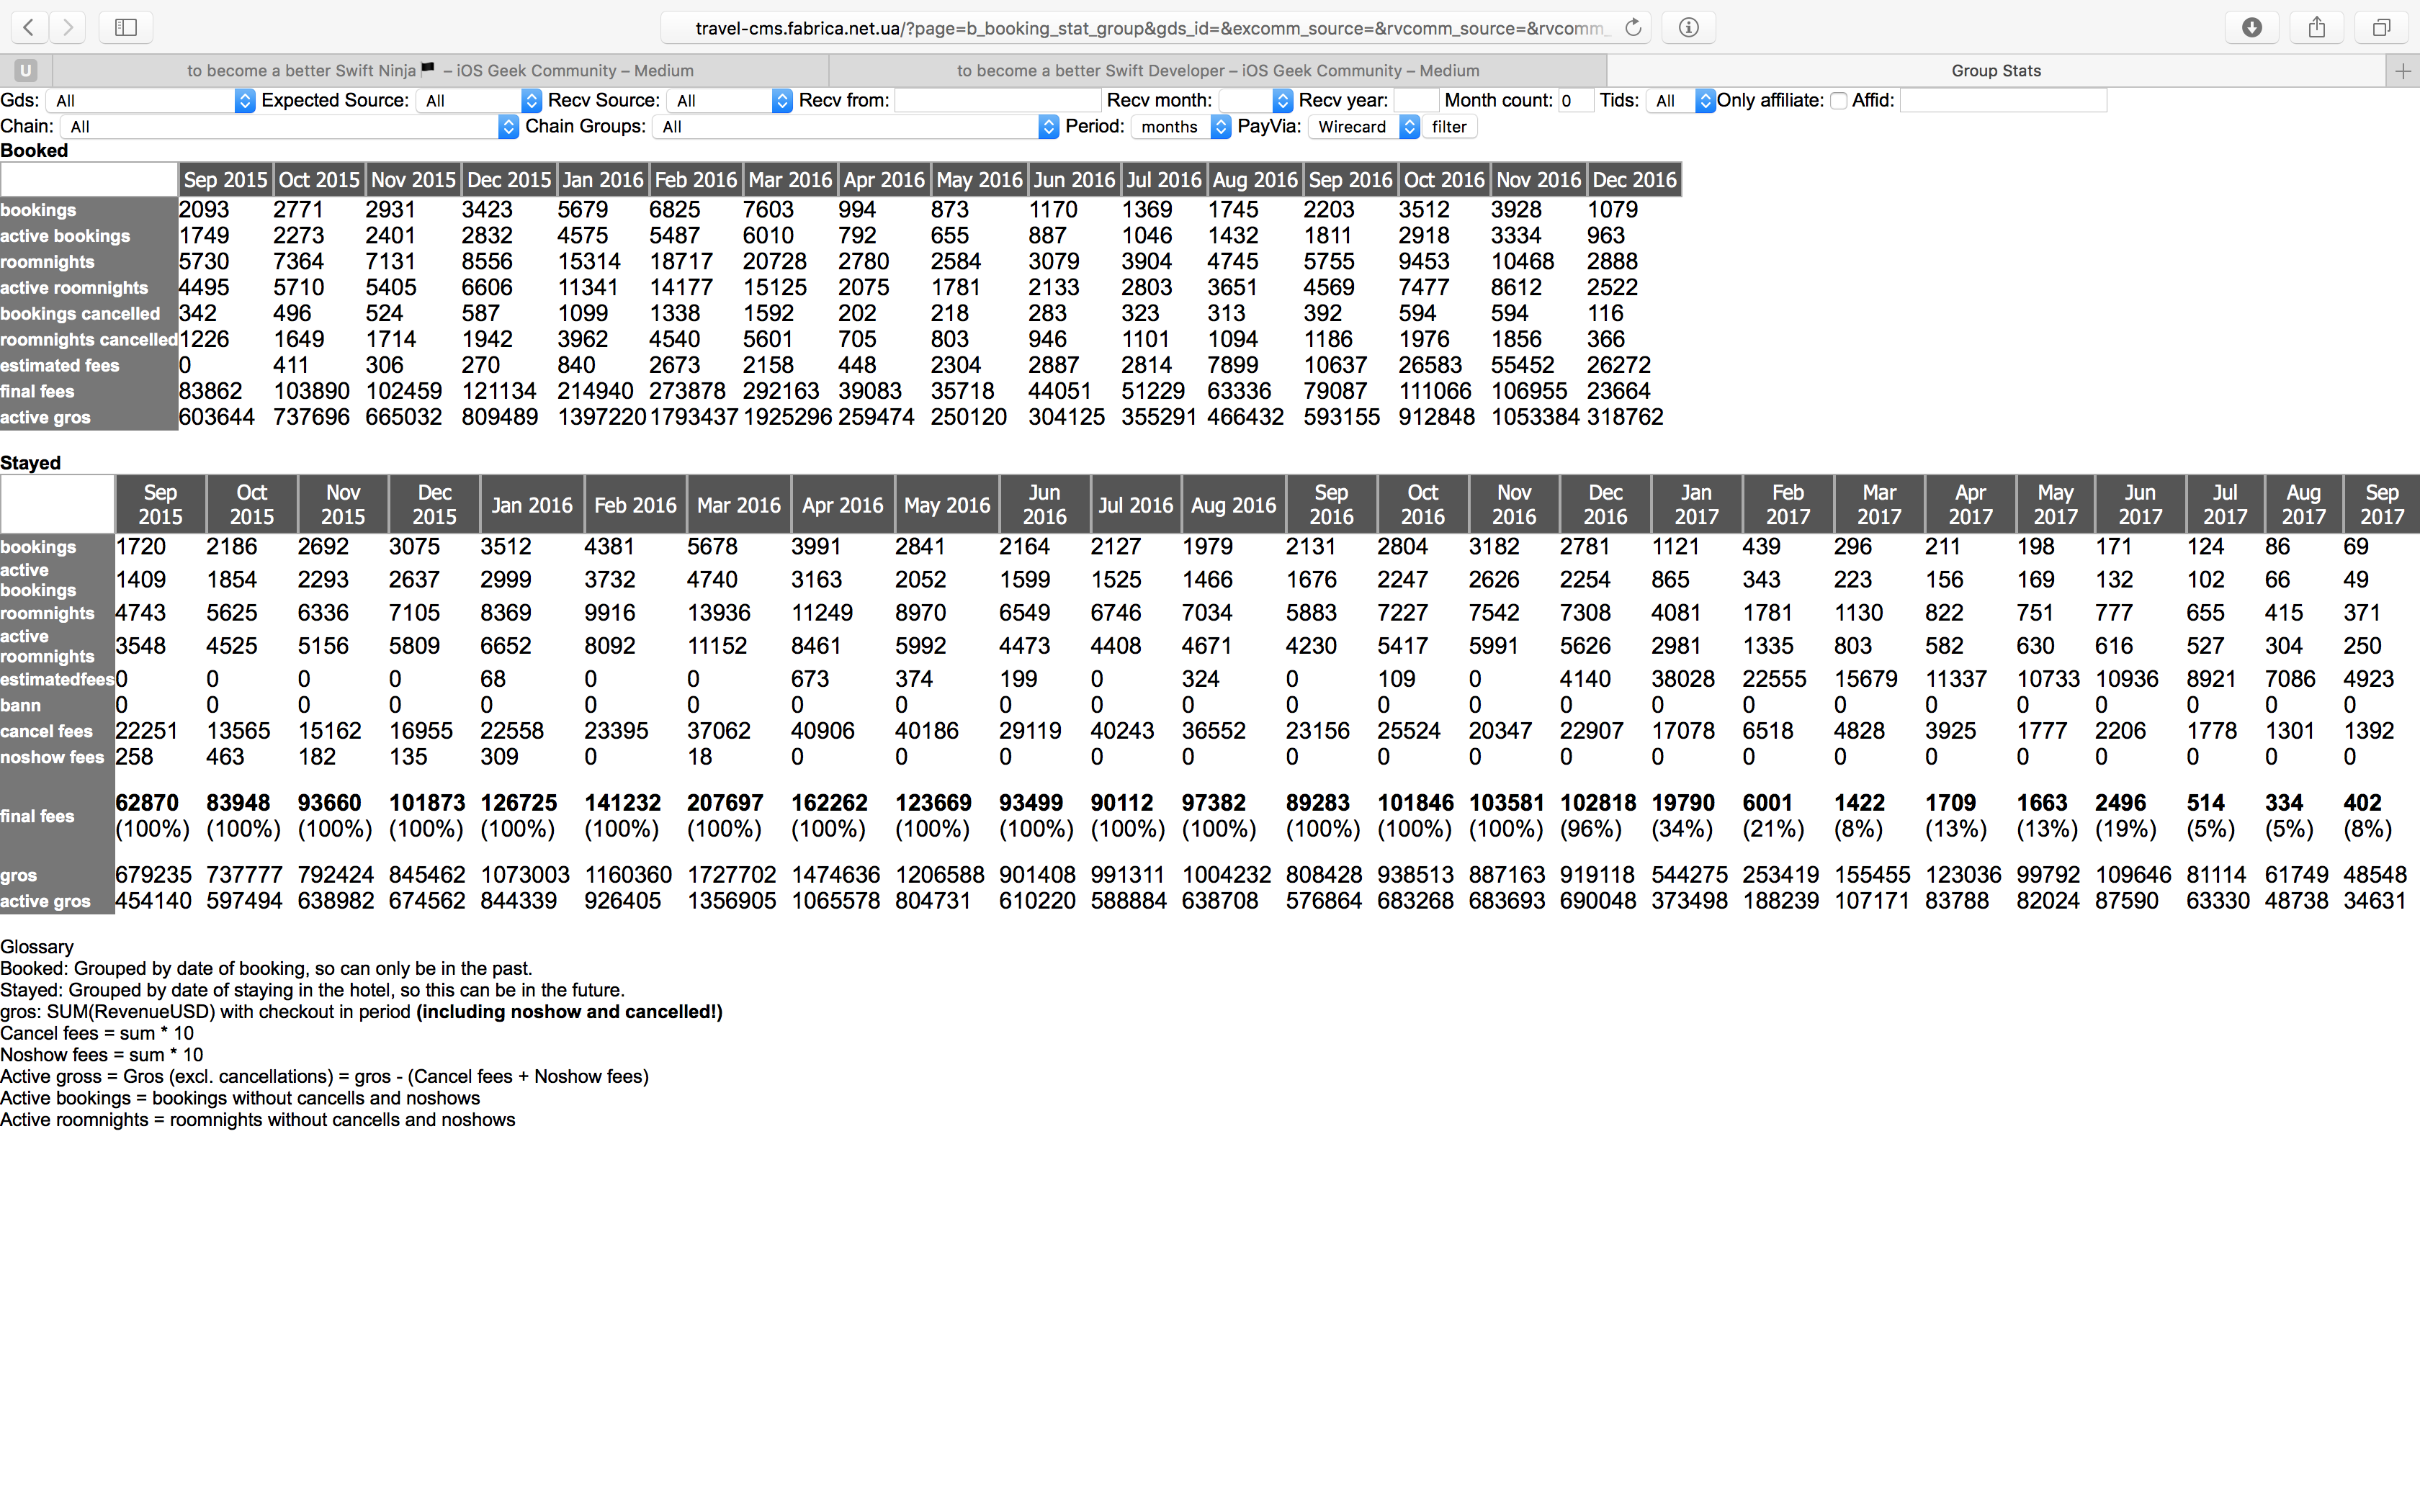 travel-cms.fabrica.net.ua/?page=b_booking_stat_group&gds_id=&excomm_source=&rvcomm_source=&rvcomm_
U to become a better Swift Ninja🏴 – iOS Geek Community – Medium to become a better Swift Developer – iOS Geek Community – Medium Group Stats
Gds: All Expected Source: All Recv Source: All Recv from: Recv month: Recv year: Month count: 0 Tids: All Only affiliate: Affid:
Chain: All Chain Groups: All Period: months PayVia: Wirecard filter
Booked
Sep 2015 Oct 2015 Nov 2015 Dec 2015 Jan 2016 Feb 2016 Mar 2016 Apr 2016 May 2016 Jun 2016 Jul 2016 Aug 2016 Sep 2016 Oct 2016 Nov 2016 Dec 2016
bookings 2093 2771 2931 3423 5679 6825 7603 994 873 1170 1369 1745 2203 3512 3928 1079
active bookings 1749 2273 2401 2832 4575 5487 6010 792 655 887 1046 1432 1811 2918 3334 963
roomnights 5730 7364 7131 8556 15314 18717 20728 2780 2584 3079 3904 4745 5755 9453 10468 2888
active roomnights 4495 5710 5405 6606 11341 14177 15125 2075 1781 2133 2803 3651 4569 7477 8612 2522
bookings cancelled 342 496 524 587 1099 1338 1592 202 218 283 323 313 392 594 594 116
roomnights cancelled 1226 1649 1714 1942 3962 4540 5601 705 803 946 1101 1094 1186 1976 1856 366
estimated fees 0 411 306 270 840 2673 2158 448 2304 2887 2814 7899 10637 26583 55452 26272
final fees 83862 103890 102459 121134 214940 273878 292163 39083 35718 44051 51229 63336 79087 111066 106955 23664
active gros 603644 737696 665032 809489 1397220 1793437 1925296 259474 250120 304125 355291 466432 593155 912848 1053384 318762
Stayed
Sep 2015 Oct 2015 Nov 2015 Dec 2015 Jan 2016 Feb 2016 Mar 2016 Apr 2016 May 2016 Jun 2016 Jul 2016 Aug 2016 Sep 2016 Oct 2016 Nov 2016 Dec 2016 Jan 2017 Feb 2017 Mar 2017 Apr 2017 May 2017 Jun 2017 Jul 2017 Aug 2017 Sep 2017
bookings 1720 2186 2692 3075 3512 4381 5678 3991 2841 2164 2127 1979 2131 2804 3182 2781 1121 439 296 211 198 171 124 86 69
active bookings 1409 1854 2293 2637 2999 3732 4740 3163 2052 1599 1525 1466 1676 2247 2626 2254 865 343 223 156 169 132 102 66 49
roomnights 4743 5625 6336 7105 8369 9916 13936 11249 8970 6549 6746 7034 5883 7227 7542 7308 4081 1781 1130 822 751 777 655 415 371
active roomnights 3548 4525 5156 5809 6652 8092 11152 8461 5992 4473 4408 4671 4230 5417 5991 5626 2981 1335 803 582 630 616 527 304 250
estimatedfees 0 0 0 0 68 0 0 673 374 199 0 324 0 109 0 4140 38028 22555 15679 11337 10733 10936 8921 7086 4923
bann 0 0 0 0 0 0 0 0 0 0 0 0 0 0 0 0 0 0 0 0 0 0 0 0 0
cancel fees 22251 13565 15162 16955 22558 23395 37062 40906 40186 29119 40243 36552 23156 25524 20347 22907 17078 6518 4828 3925 1777 2206 1778 1301 1392
noshow fees 258 463 182 135 309 0 18 0 0 0 0 0 0 0 0 0 0 0 0 0 0 0 0 0 0
final fees 62870 83948 93660 101873 126725 141232 207697 162262 123669 93499 90112 97382 89283 101846 103581 102818 19790 6001 1422 1709 1663 2496 514 334 402
(100%) (100%) (100%) (100%) (100%) (100%) (100%) (100%) (100%) (100%) (100%) (100%) (100%) (100%) (100%) (96%) (34%) (21%) (8%) (13%) (13%) (19%) (5%) (5%) (8%)
gros 679235 737777 792424 845462 1073003 1160360 1727702 1474636 1206588 901408 991311 1004232 808428 938513 887163 919118 544275 253419 155455 123036 99792 109646 81114 61749 48548
active gros 454140 597494 638982 674562 844339 926405 1356905 1065578 804731 610220 588884 638708 576864 683268 683693 690048 373498 188239 107171 83788 82024 87590 63330 48738 34631
Glossary
Booked: Grouped by date of booking, so can only be in the past.
Stayed: Grouped by date of staying in the hotel, so this can be in the future.
gros: SUM(RevenueUSD) with checkout in period (including noshow and cancelled!)
Cancel fees = sum * 10
Noshow fees = sum * 10
Active gross = Gros (excl. cancellations) = gros - (Cancel fees + Noshow fees)
Active bookings = bookings without cancells and noshows
Active roomnights = roomnights without cancells and noshows